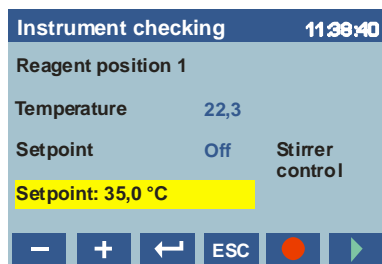 Instrument checking 11:38:40
Reagent position 1
Temperature 22,3
Setpoint Off Stirrer
control
Setpoint: 35,0 °C
− + ↵ ESC